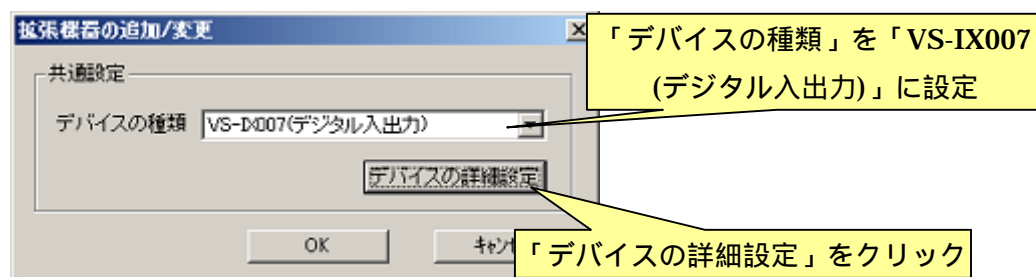 拡張機器の追加/変更
「デバイスの種類」を「VS-IX007
(デジタル入出力)」に設定
共通設定
デバイスの種類 VS-IX007(デジタル入出力)
デバイスの詳細設定
OK
「デバイスの詳細設定」をクリック